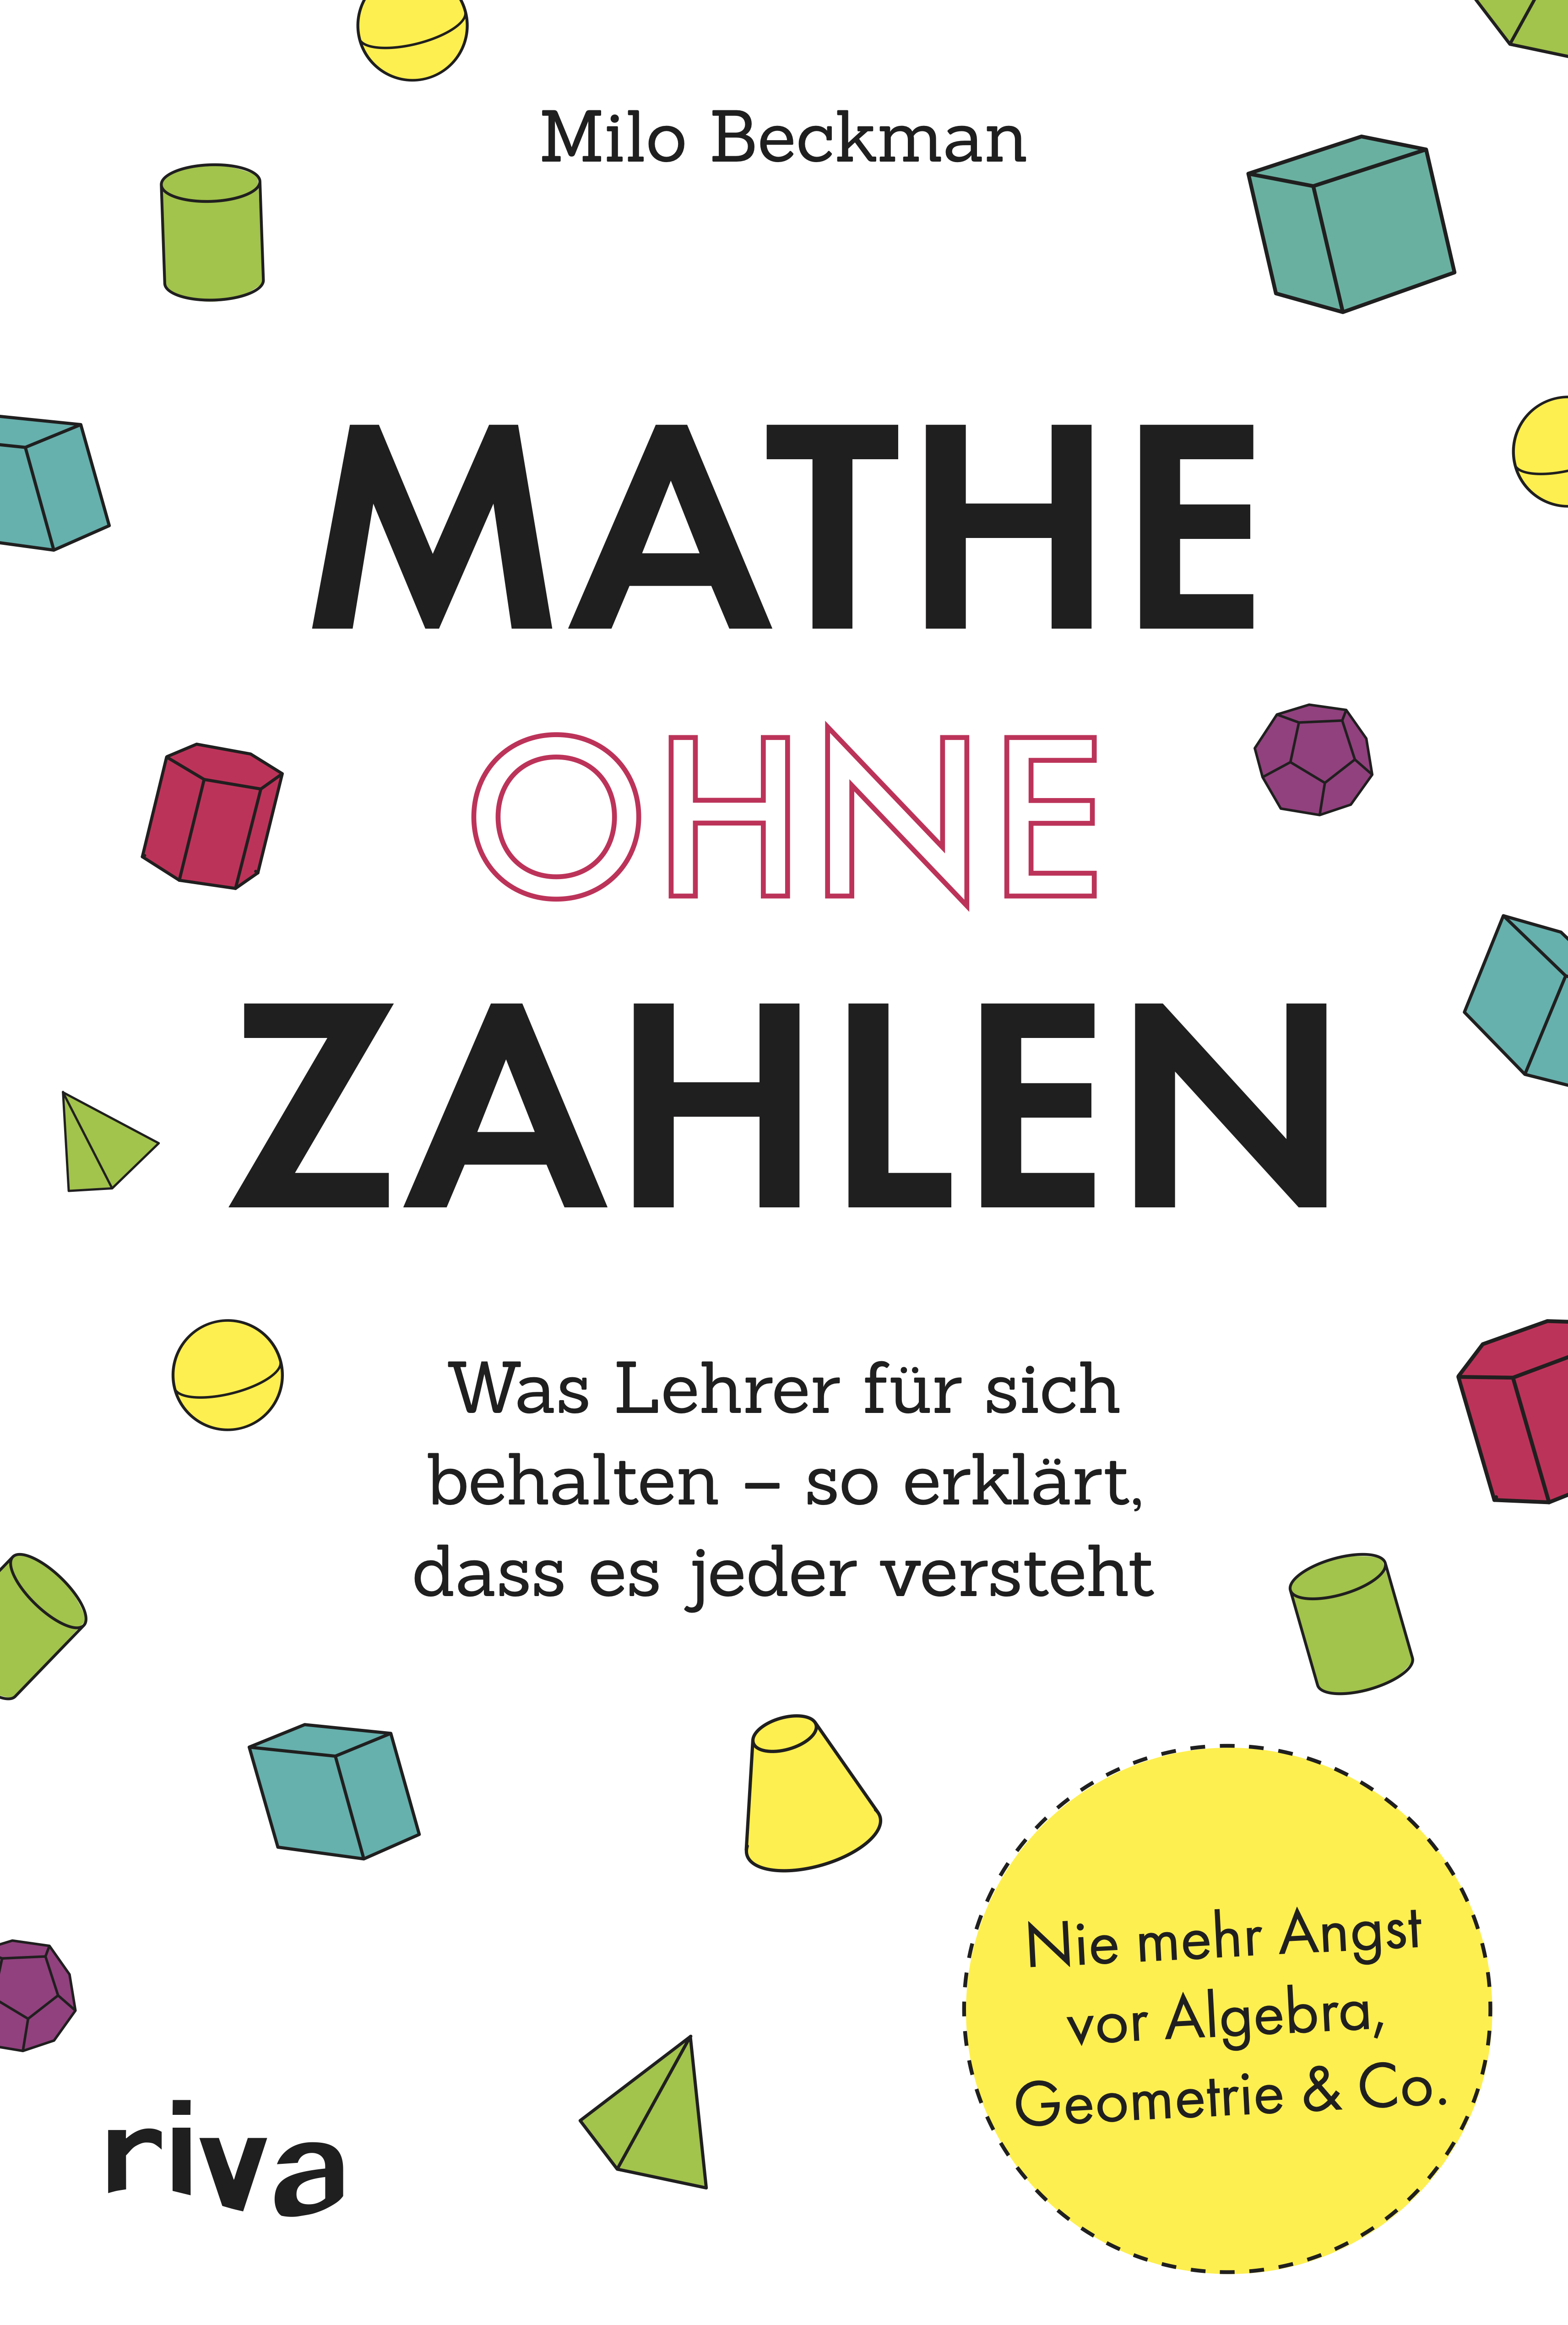 Milo Beckman
MATHE
OHNE
ZAHLEN
Was Lehrer für sich
behalten – so erklärt,
dass es jeder versteht
Nie mehr Angst
vor Algebra,
Geometrie & Co.
riva